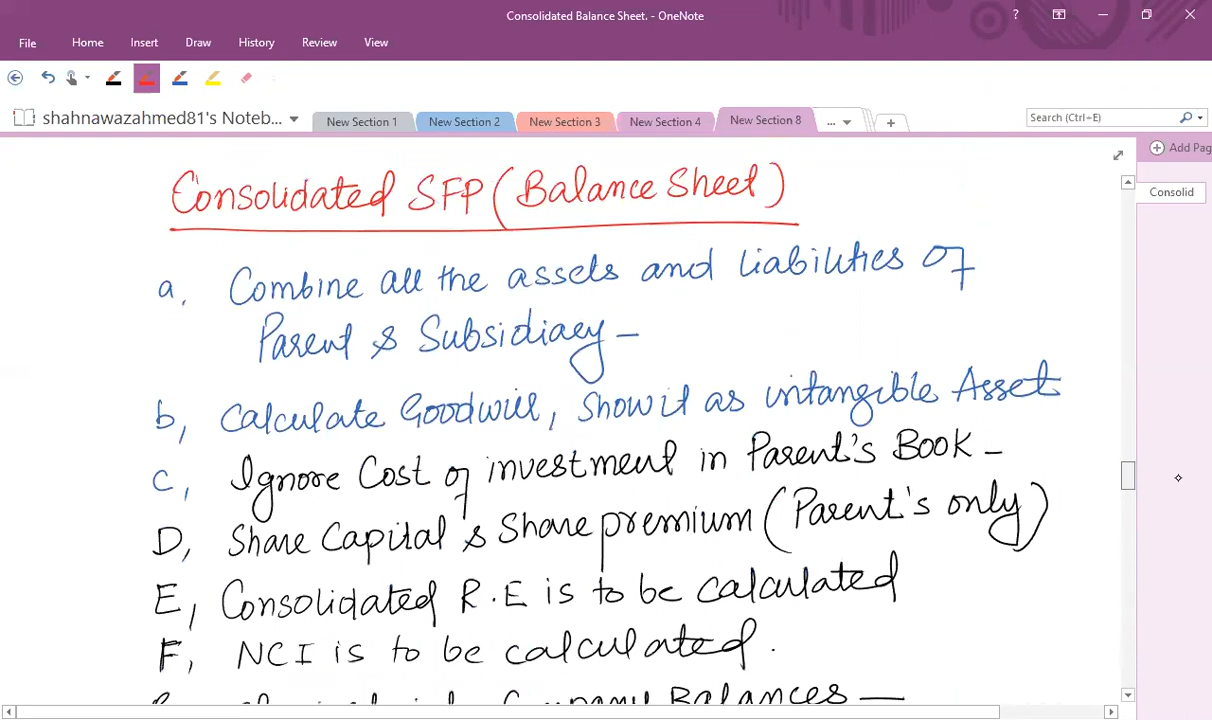 Consolidated Balance Sheet. - OneNote
?
File Home Insert Draw History Review View
shahnawazahmed81's Noteb...
New Section 1 New Section 2 New Section 3 New Section 4 New Section 8 ... +
Search (Ctrl+E)
Add Pag
Consolid
Consolidated SFP (Balance Sheet)
a, Combine all the assets and liabilities of
Parent & Subsidiary -
b, Calculate Goodwill, Show it as intangible Asset
C, Ignore Cost of investment in Parent's Book -
D, Share Capital & Share premium (Parent's only)
E, Consolidated R.E is to be calculated
F, NCI is to be calculated.
Company Balances -